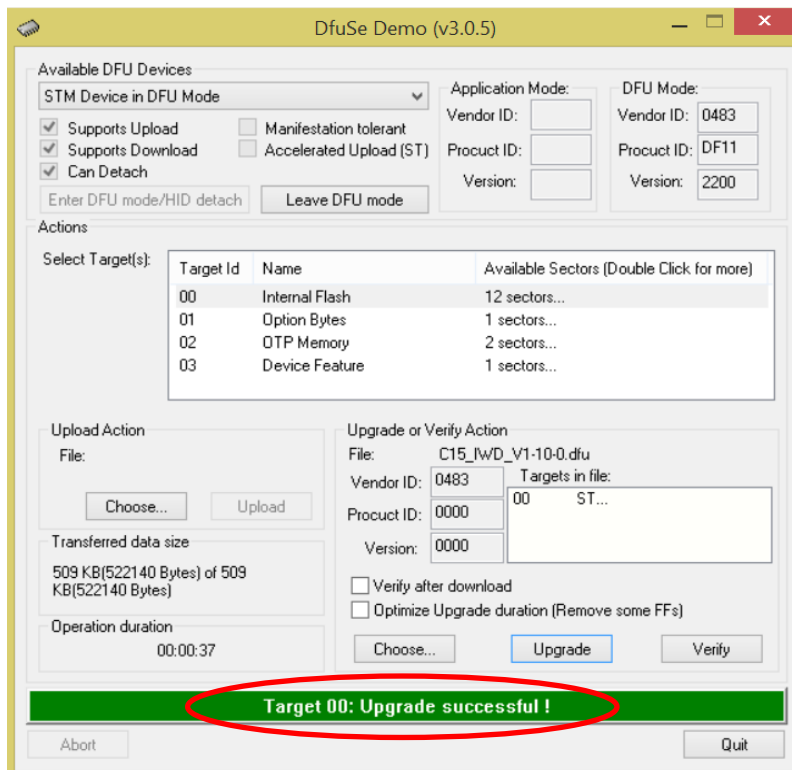 DfuSe Demo (v3.0.5)
Available DFU Devices
STM Device in DFU Mode
Supports Upload
Manifestation tolerant
Supports Download
Accelerated Upload (ST)
Can Detach
Enter DFU mode/HID detach
Leave DFU mode
Application Mode:
Vendor ID:
Procuct ID:
Version:
DFU Mode:
Vendor ID: 0483
Procuct ID: DF11
Version: 2200
Actions
Select Target(s):
Target Id Name Available Sectors (Double Click for more)
00 Internal Flash 12 sectors...
01 Option Bytes 1 sectors...
02 OTP Memory 2 sectors...
03 Device Feature 1 sectors...
Upload Action
File:
Choose... Upload
Transferred data size
509 KB(522140 Bytes) of 509
KB(522140 Bytes)
Operation duration
00:00:37
Upgrade or Verify Action
File: C15_IWD_V1-10-0.dfu
Vendor ID: 0483
Procuct ID: 0000
Version: 0000
Targets in file:
00 ST...
Verify after download
Optimize Upgrade duration (Remove some FFs)
Choose... Upgrade Verify
Target 00: Upgrade successful !
Abort Quit